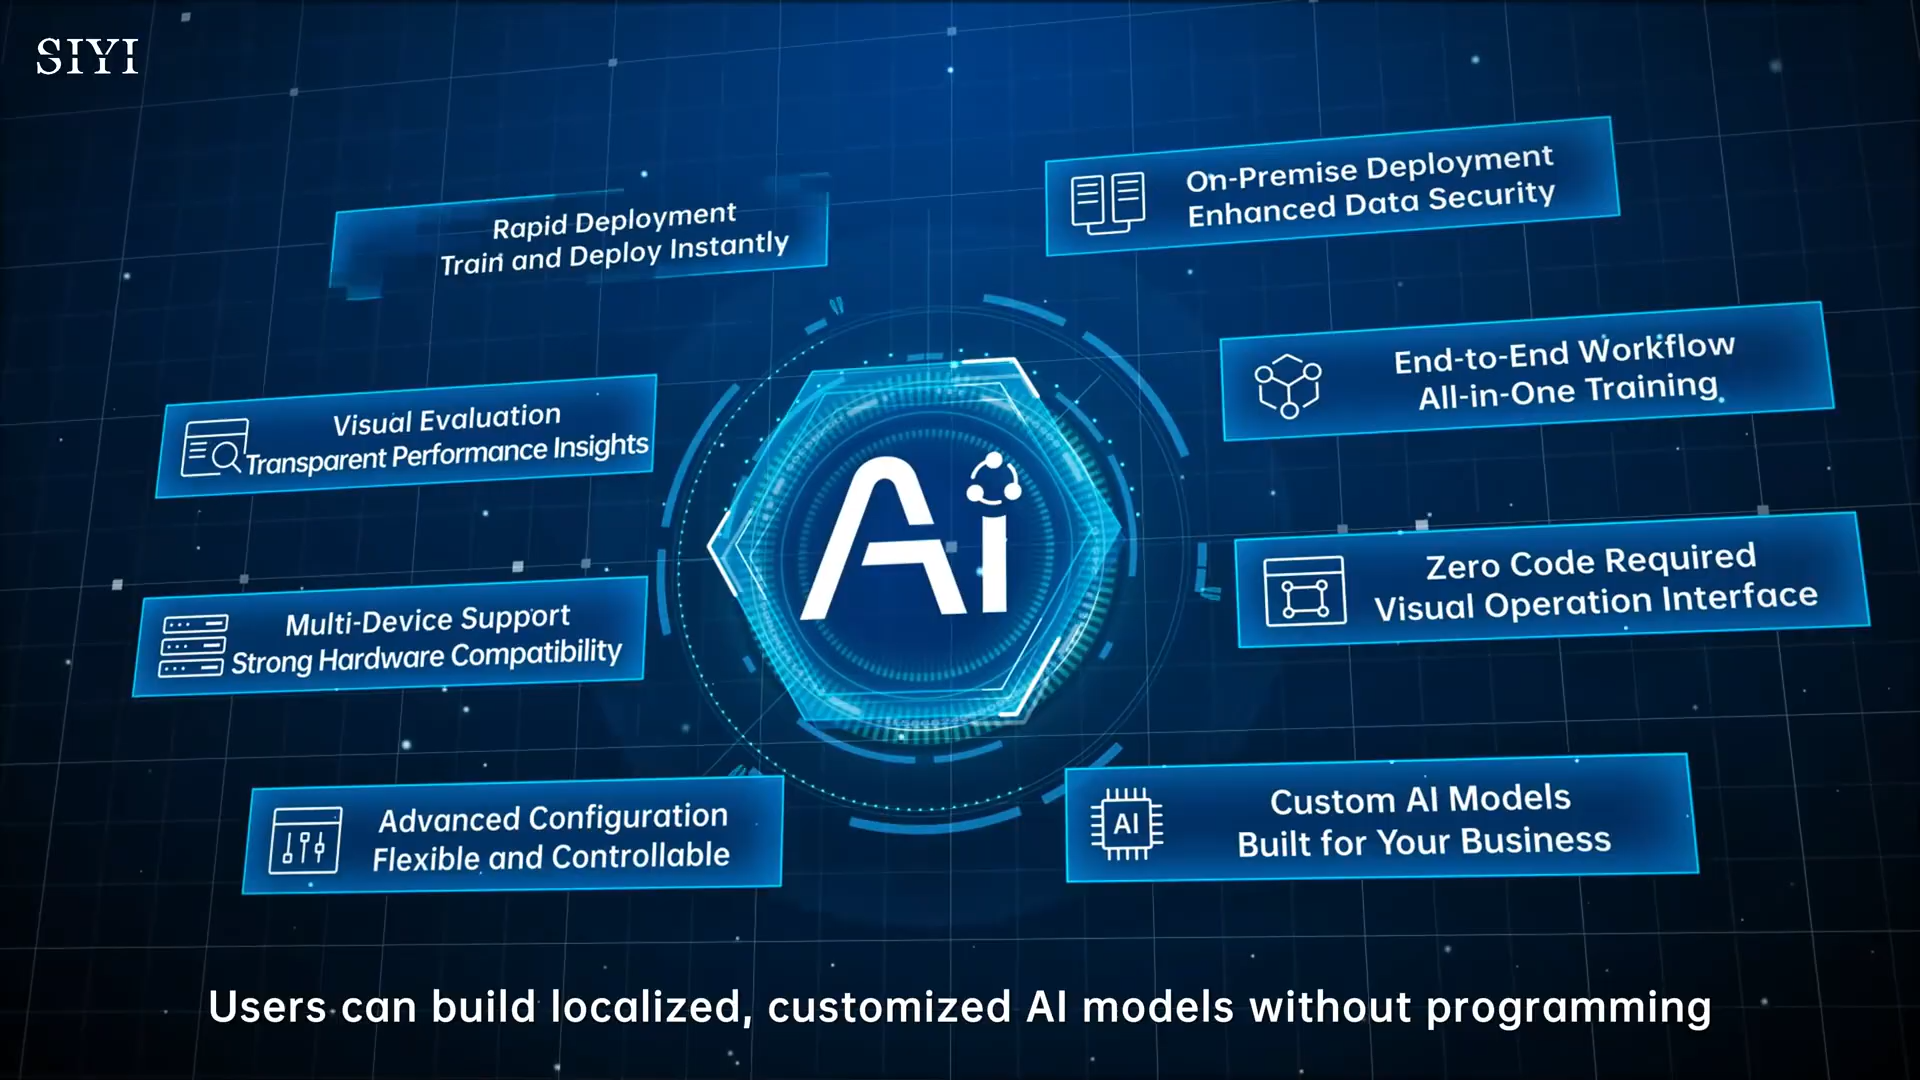 SIYI
Rapid Deployment
Train and Deploy Instantly
On-Premise Deployment
Enhanced Data Security
Visual Evaluation
Transparent Performance Insights
End-to-End Workflow
All-in-One Training
Ai
Multi-Device Support
Strong Hardware Compatibility
Zero Code Required
Visual Operation Interface
Advanced Configuration
Flexible and Controllable
AI
Custom AI Models
Built for Your Business
Users can build localized, customized AI models without programming